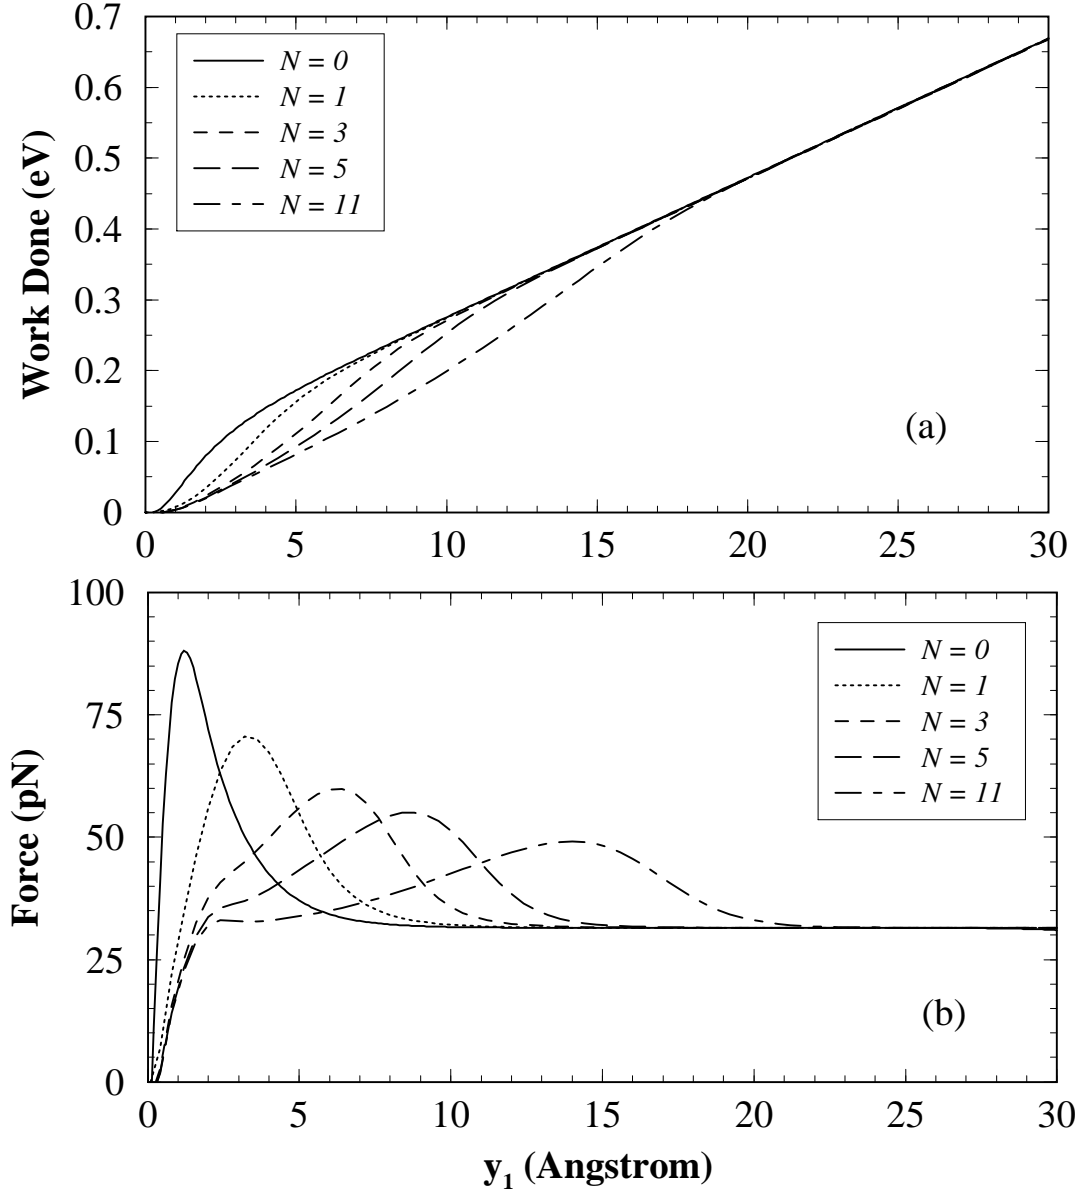 0.7
0.6
0.5
0.4
0.3
0.2
0.1
0
Work Done (eV)
N = 0
N = 1
N = 3
N = 5
N = 11
(a)
0 5 10 15 20 25 30
100
75
50
25
0
Force (pN)
N = 0
N = 1
N = 3
N = 5
N = 11
(b)
0 5 10 15 20 25 30
y1 (Angstrom)